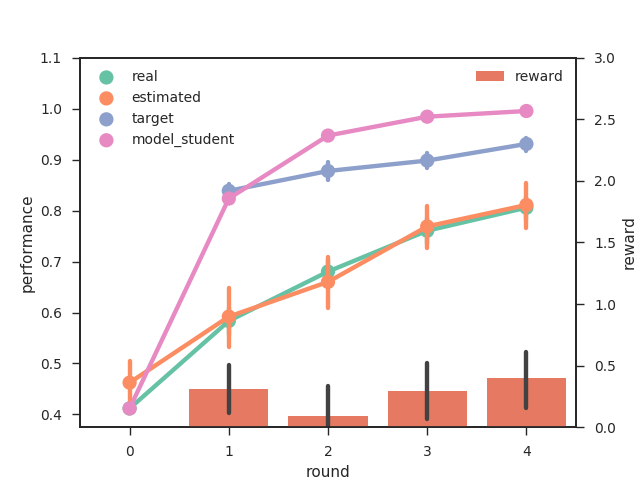 real
estimated
target
model_student
reward
1.1
1.0
0.9
0.8
0.7
0.6
0.5
0.4
performance
3.0
2.5
2.0
1.5
1.0
0.5
0.0
reward
0 1 2 3 4
round